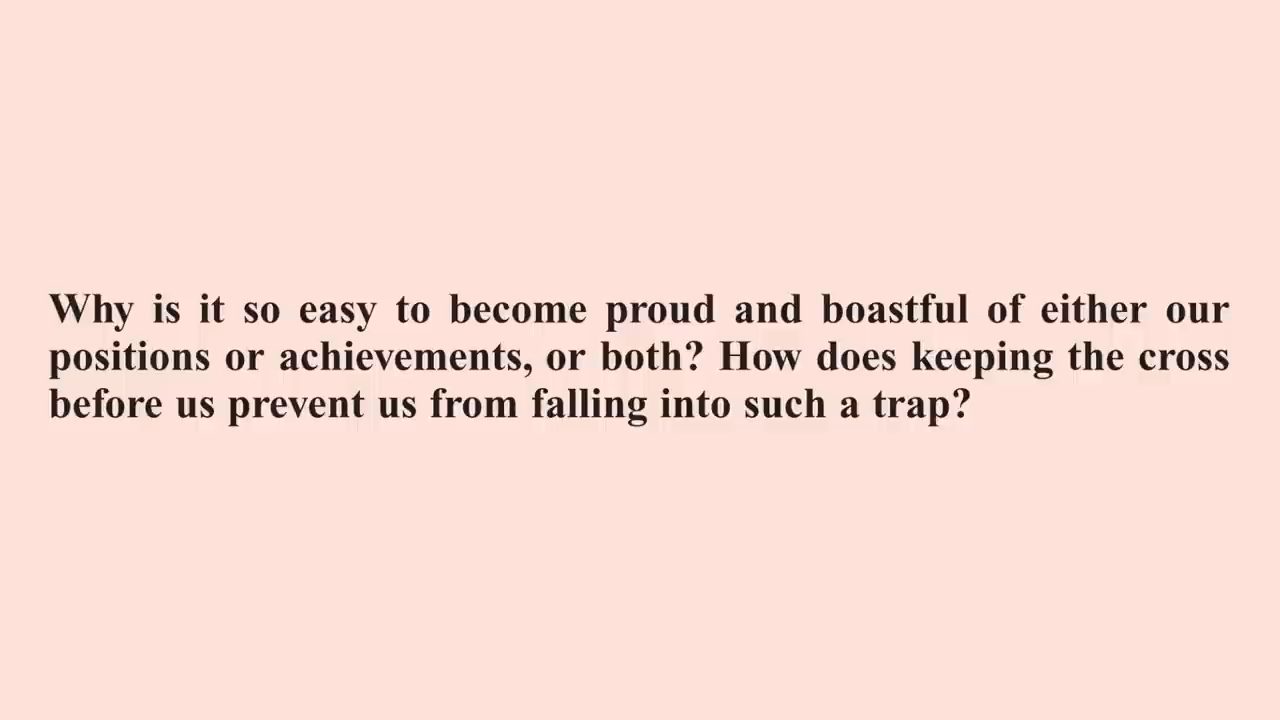 Why is it so easy to become proud and boastful of either our
positions or achievements, or both? How does keeping the cross
before us prevent us from falling into such a trap?